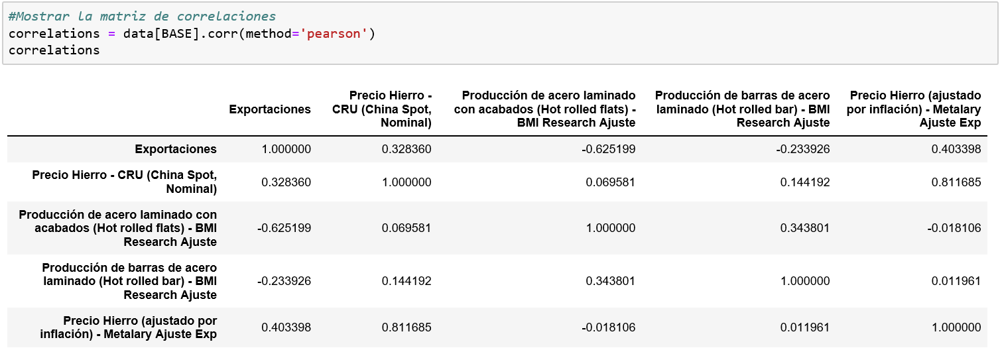 #Mostrar la matriz de correlaciones
correlations = data[BASE].corr(method='pearson')
correlations
Exportaciones
Precio Hierro -
CRU (China Spot,
Nominal)
Producción de acero laminado
con acabados (Hot rolled flats) -
BMI Research Ajuste
Producción de barras de acero
laminado (Hot rolled bar) - BMI
Research Ajuste
Precio Hierro (ajustado
por inflación) - Metalary
Ajuste Exp
Exportaciones 1.000000 0.328360 -0.625199 -0.233926 0.403398
Precio Hierro - CRU (China Spot,
Nominal) 0.328360 1.000000 0.069581 0.144192 0.811685
Producción de acero laminado con
acabados (Hot rolled flats) - BMI
Research Ajuste -0.625199 0.069581 1.000000 0.343801 -0.018106
Producción de barras de acero
laminado (Hot rolled bar) - BMI
Research Ajuste -0.233926 0.144192 0.343801 1.000000 0.011961
Precio Hierro (ajustado por
inflación) - Metalary Ajuste Exp 0.403398 0.811685 -0.018106 0.011961 1.000000